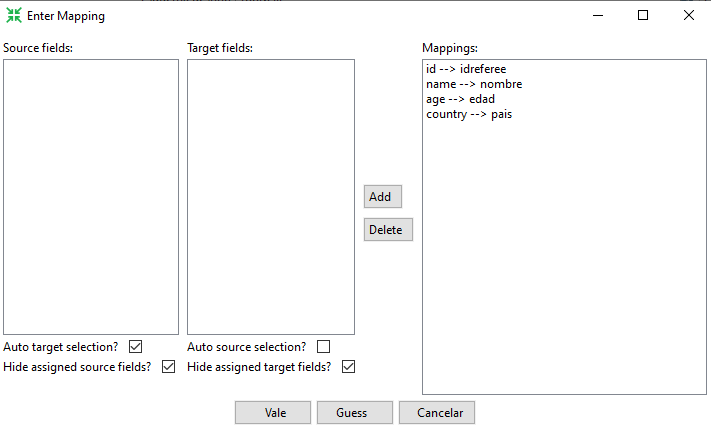 Enter Mapping
Source fields:
Target fields:
Mappings:
id --> idreferee
name --> nombre
age --> edad
country --> pais
Add
Delete
Auto target selection?
Auto source selection?
Hide assigned source fields?
Hide assigned target fields?
Vale
Guess
Cancelar